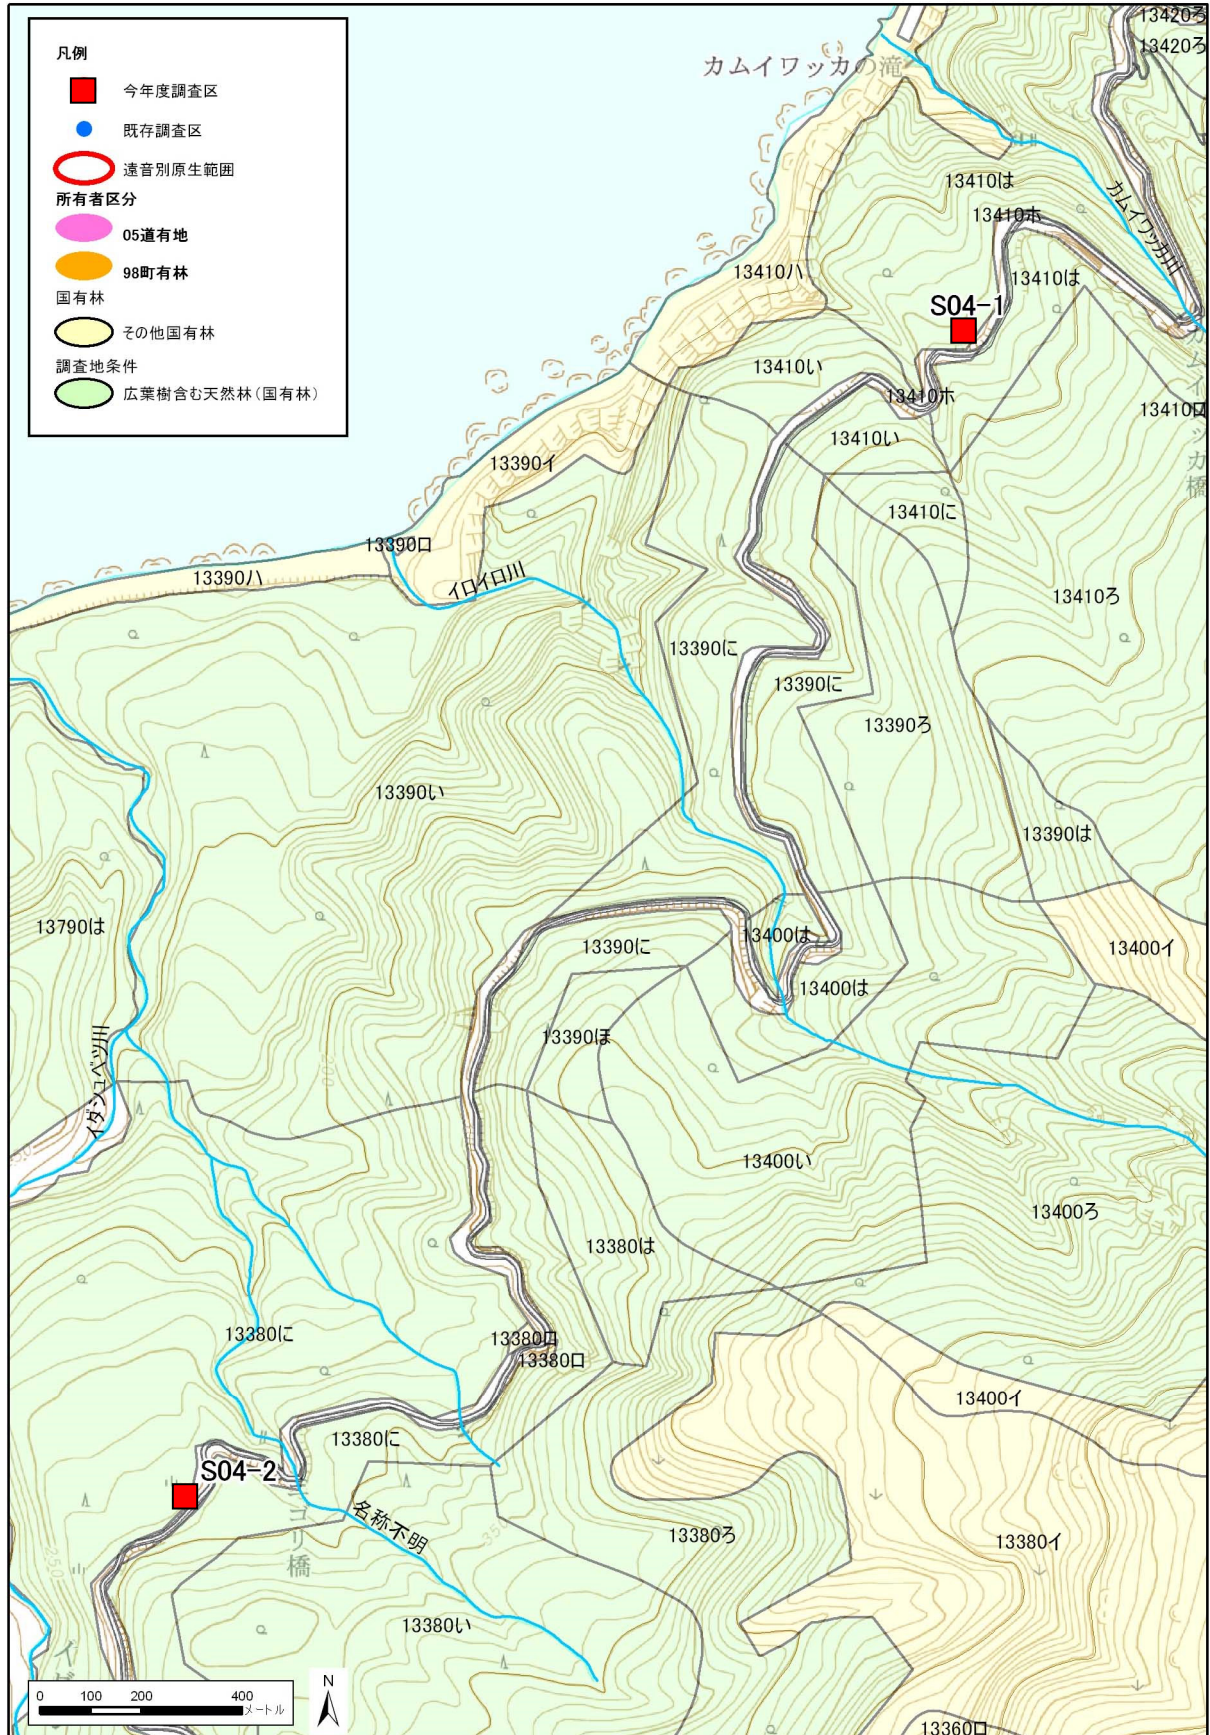 凡例
今年度調査区
既存調査区
遠音別原生範囲
所有者区分
05道有地
98町有林
国有林
その他国有林
調査地条件
広葉樹含む天然林(国有林)
カムイワッカの滝
13420ろ
13420ろ
13410は
13410ホ
カムイワッカ川
13410ハ
13410は
S04-1
カムイワッカ橋
13410い
13410ホ
13410ロ
13410い
13390イ
13410に
13390ロ
イロイロ川
13390ハ
13410ろ
13390に
13390に
13390ろ
13390い
13390は
13790は
13400は
13390に
13400イ
13400は
13390ほ
イダシュベツ川
200
13400い
13400ろ
13380は
13380に
13380ロ
13380ロ
13400イ
13380に
S04-2
ニゴリ橋
名称不明
350
13380ろ
13380イ
250
13380い
0 100 200 400
メートル
N
13360ロ